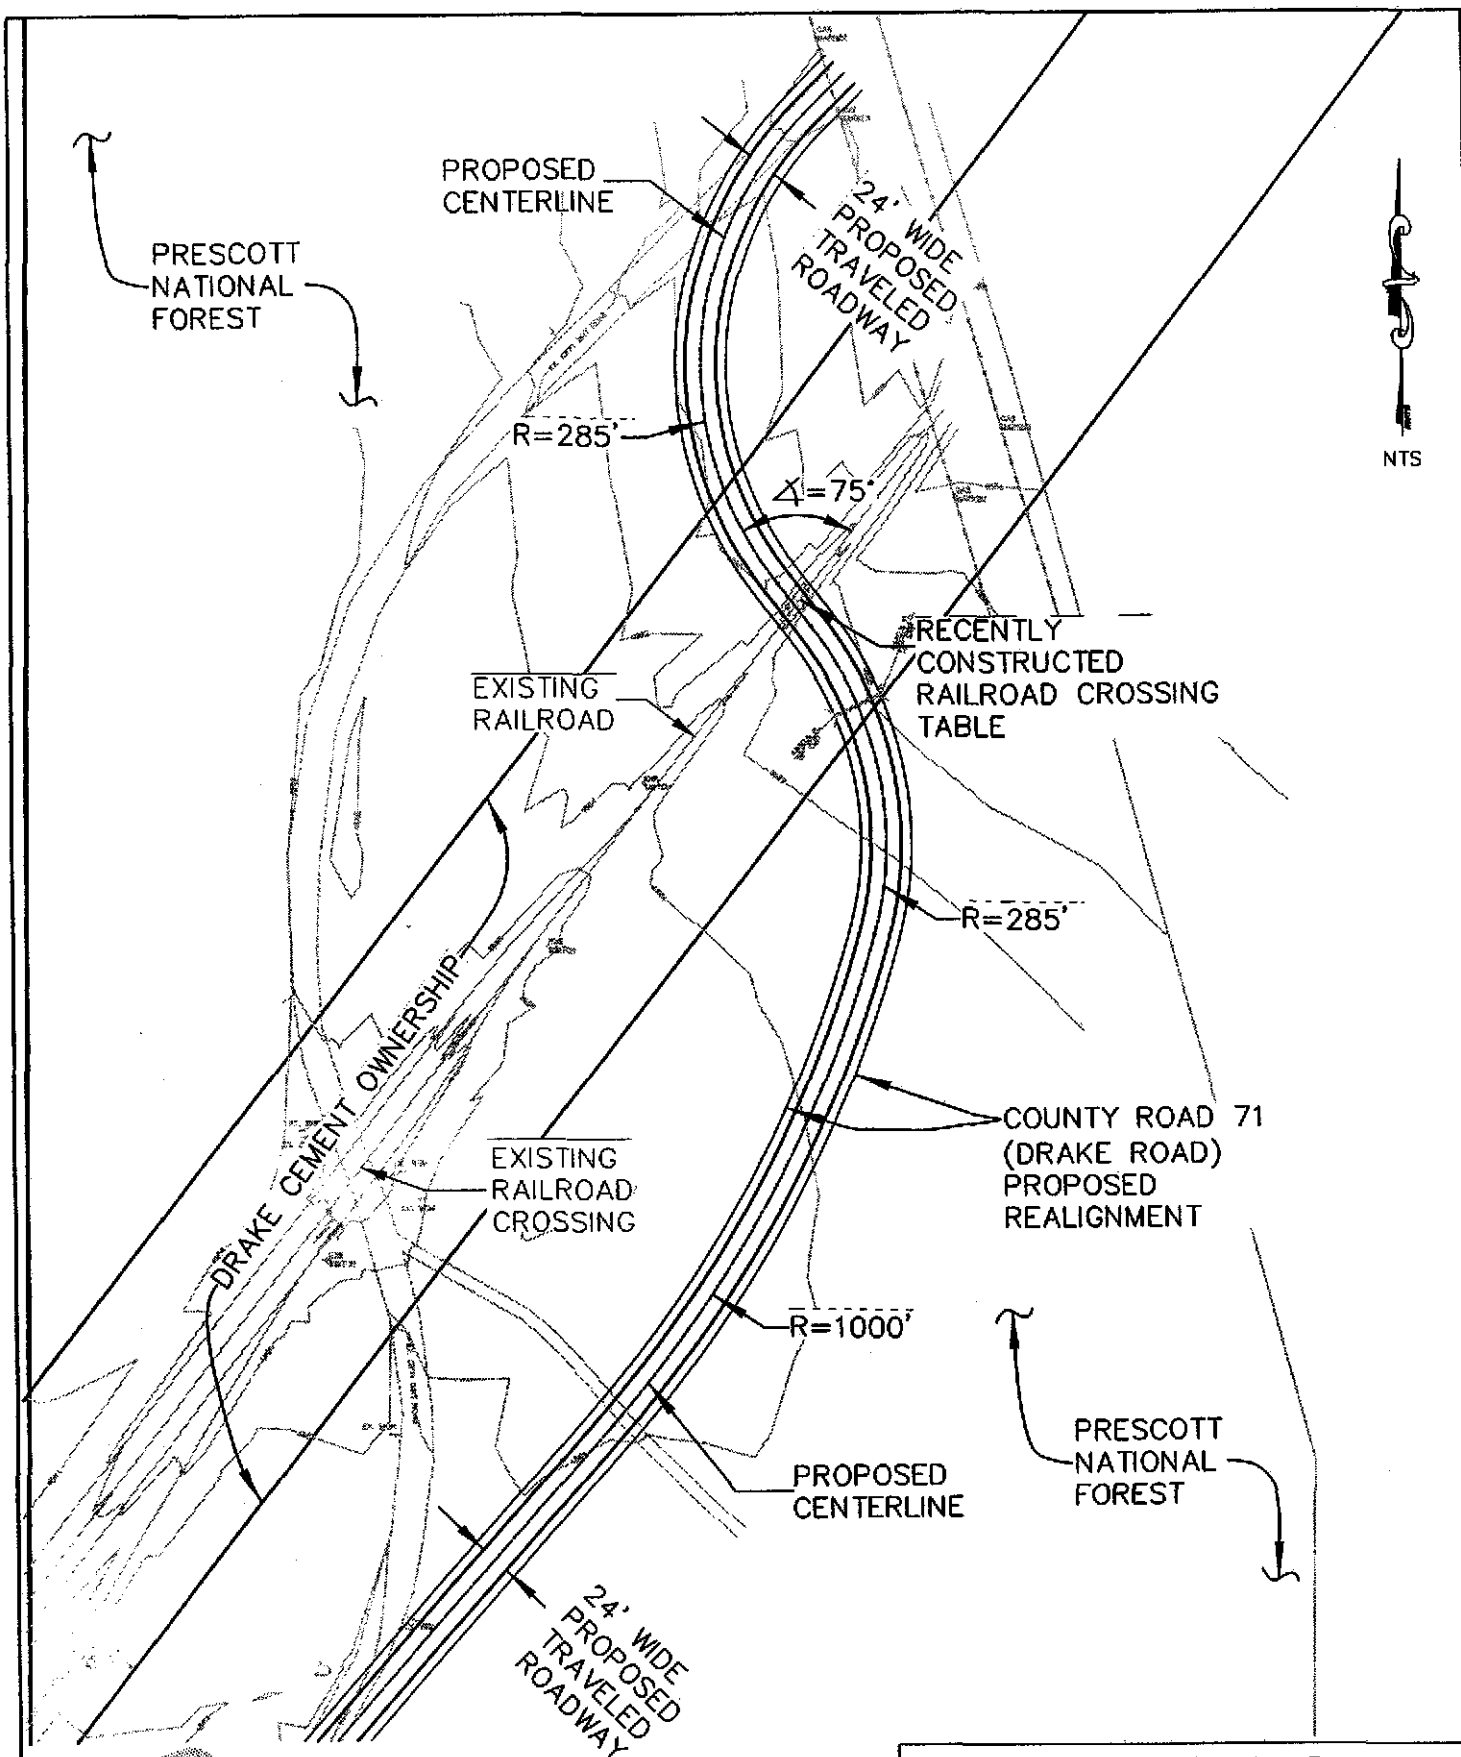 PROPOSED
CENTERLINE
24' WIDE
PROPOSED
TRAVELED
ROADWAY
PRESCOTT
NATIONAL
FOREST
NTS
R=285'
∡=75°
RECENTLY
CONSTRUCTED
RAILROAD CROSSING
TABLE
EXISTING
RAILROAD
R=285'
DRAKE CEMENT OWNERSHIP
COUNTY ROAD 71
(DRAKE ROAD)
PROPOSED
REALIGNMENT
EXISTING
RAILROAD
CROSSING
R=1000'
PRESCOTT
NATIONAL
FOREST
PROPOSED
CENTERLINE
24' WIDE
PROPOSED
TRAVELED
ROADWAY